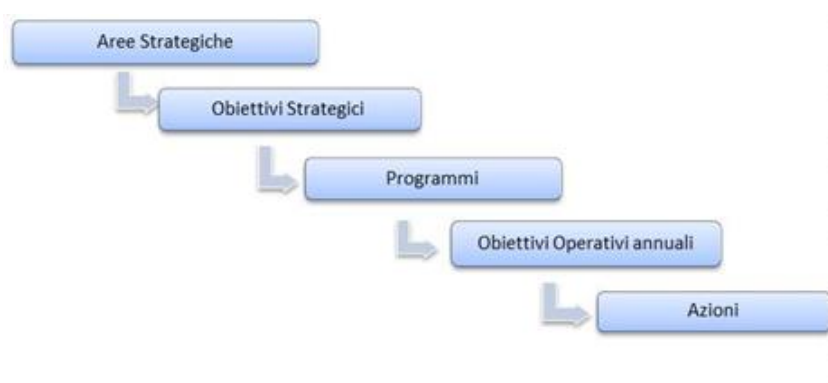 Aree Strategiche
Obiettivi Strategici
Programmi
Obiettivi Operativi annuali
Azioni